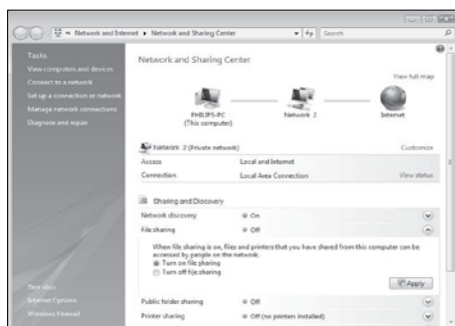 Network and Internet ▸ Network and Sharing Center
Search
Tasks
View computers and devices
Connect to a network
Set up a connection or network
Manage network connections
Diagnose and repair
See also
Internet Options
Windows Firewall
Network and Sharing Center
View full map
PHILIPS-PC
(This computer)
Network 2
Internet
Network 2 (Private network)
Customize
Access
Local and Internet
Connection
Local Area Connection
View status
Sharing and Discovery
Network discovery
On
File sharing
Off
When file sharing is on, files and printers that you have shared from this computer can be
accessed by people on the network.
Turn on file sharing
Turn off file sharing
Apply
Public folder sharing
Off
Printer sharing
Off (no printers installed)